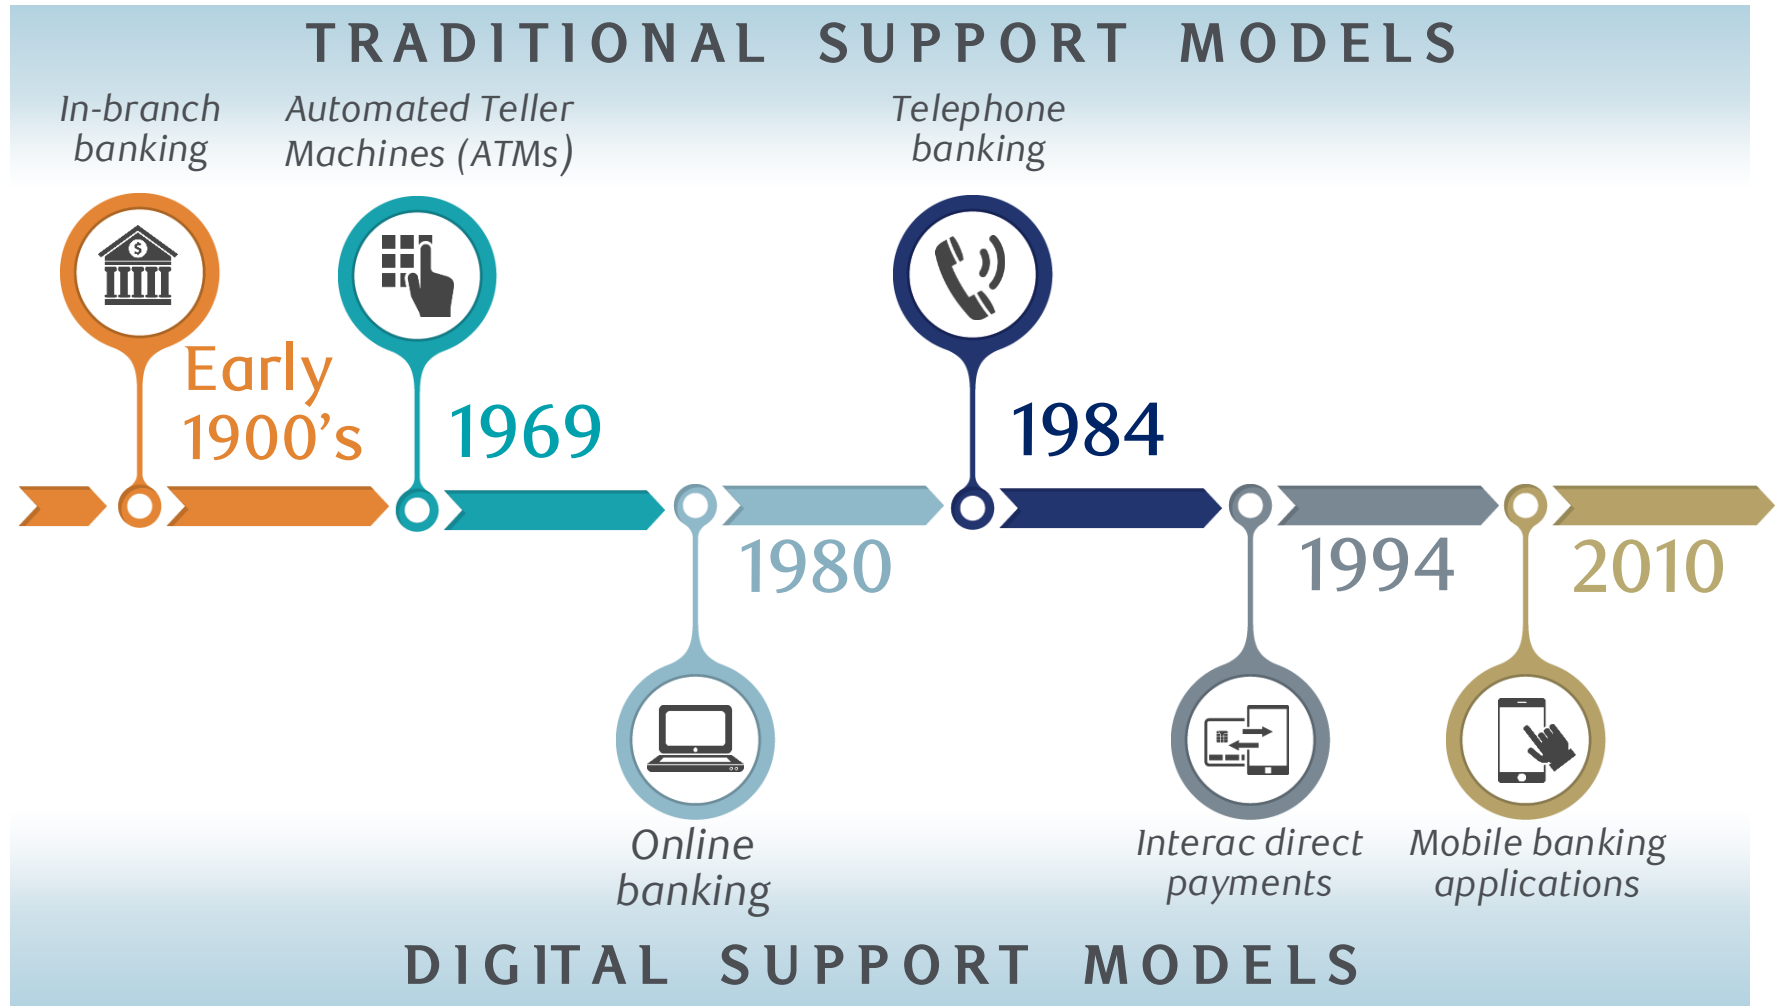 TRADITIONAL SUPPORT MODELS
In-branch
banking
Automated Teller
Machines (ATMs)
Telephone
banking
$
Early
1900's
1969
1984
1980
1994
2010
Online
banking
Interac direct
payments
Mobile banking
applications
DIGITAL SUPPORT MODELS